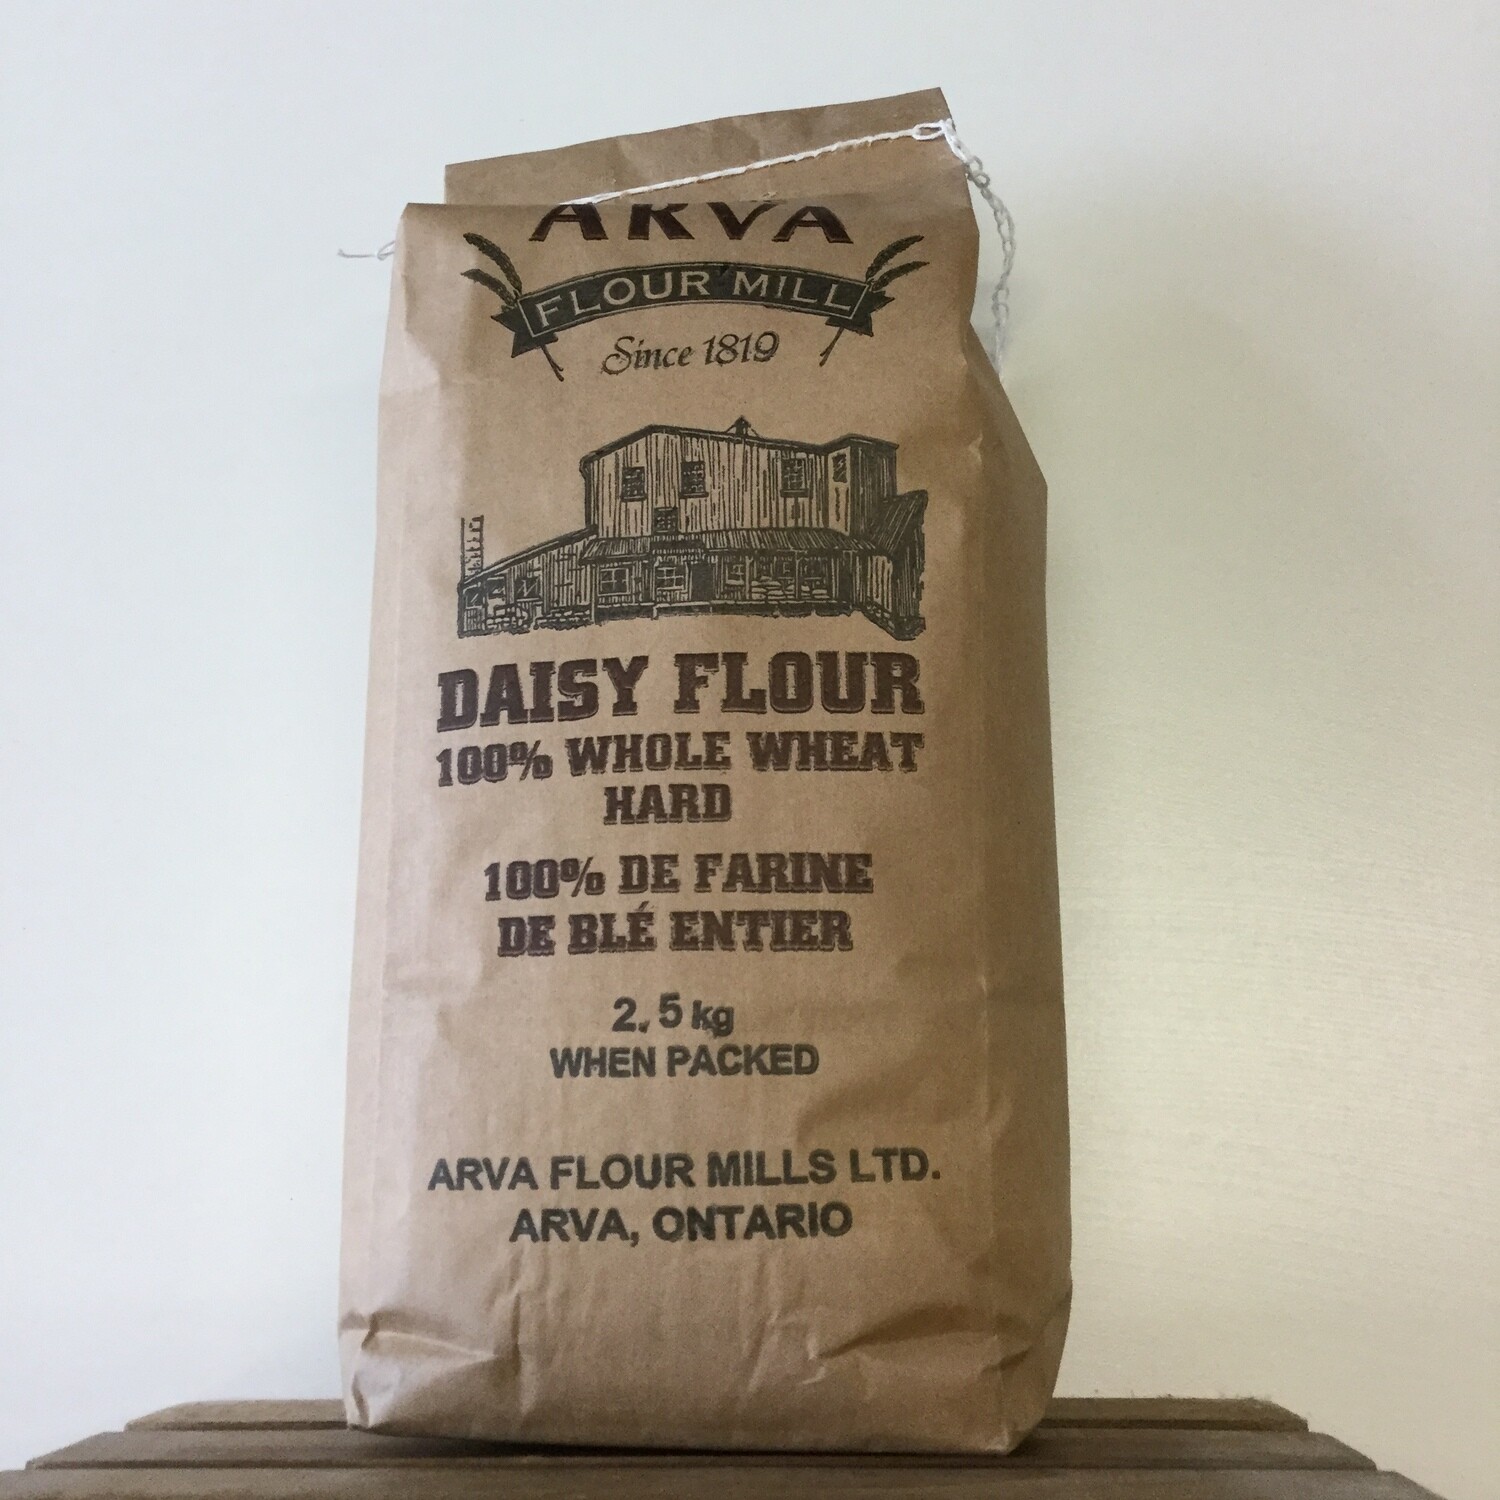 ARVA
FLOUR MILL
Since 1819
DAISY FLOUR
100% WHOLE WHEAT
HARD
100% DE FARINE
DE BLÉ ENTIER
2.5 kg
WHEN PACKED
ARVA FLOUR MILLS LTD.
ARVA, ONTARIO